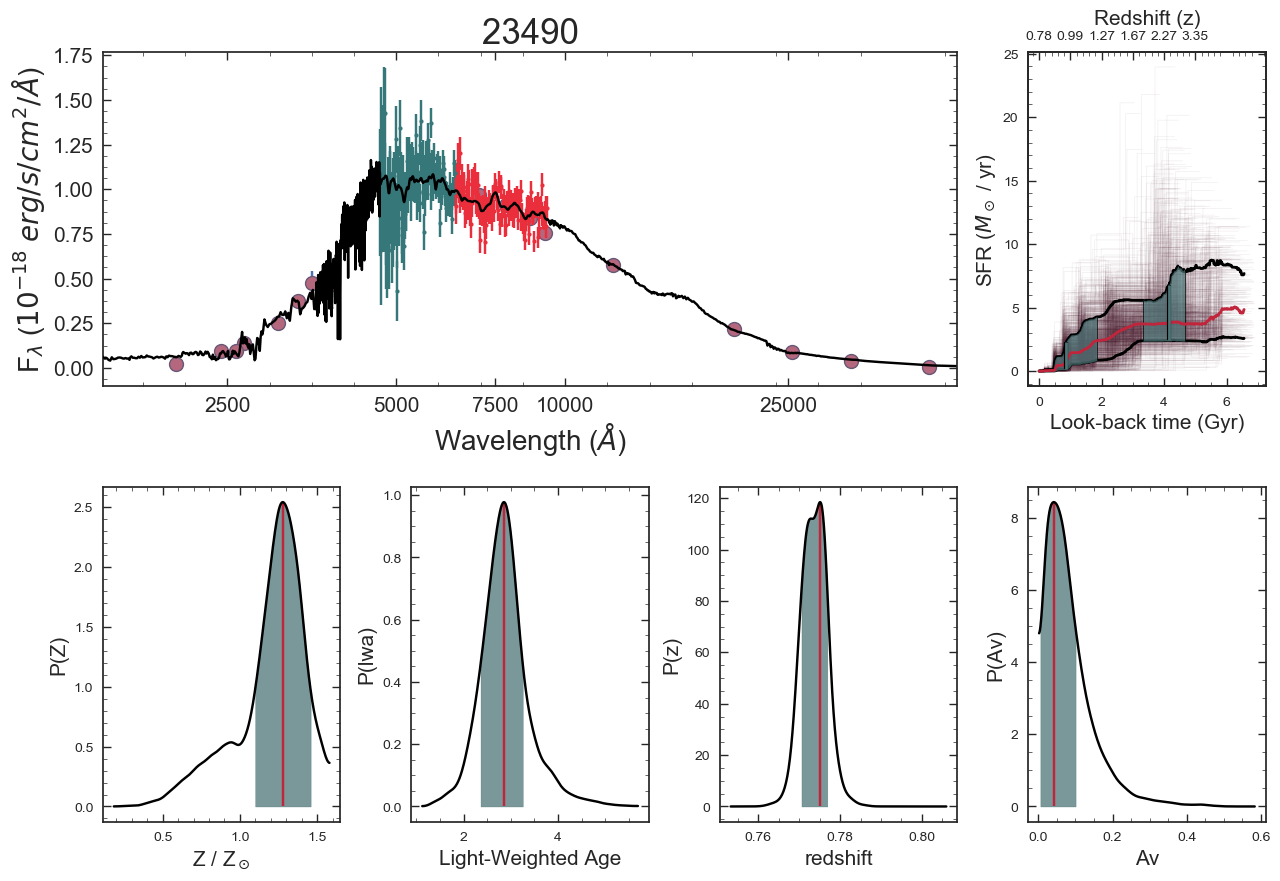 23490
Redshift (z)
0.78 0.99 1.27 1.67 2.27 3.35
F_λ (10^{-18} erg/s/cm^2/Å)
1.75
1.50
1.25
1.00
0.75
0.50
0.25
0.00
2500 5000 7500 10000 25000
Wavelength (Å)
SFR (M_⊙ / yr)
25
20
15
10
5
0
0 2 4 6
Look-back time (Gyr)
P(Z)
2.5
2.0
1.5
1.0
0.5
0.0
0.5 1.0 1.5
Z / Z_⊙
P(lwa)
1.0
0.8
0.6
0.4
0.2
0.0
2 4
Light-Weighted Age
P(z)
120
100
80
60
40
20
0
0.76 0.78 0.80
redshift
P(Av)
8
6
4
2
0
0.0 0.2 0.4 0.6
Av